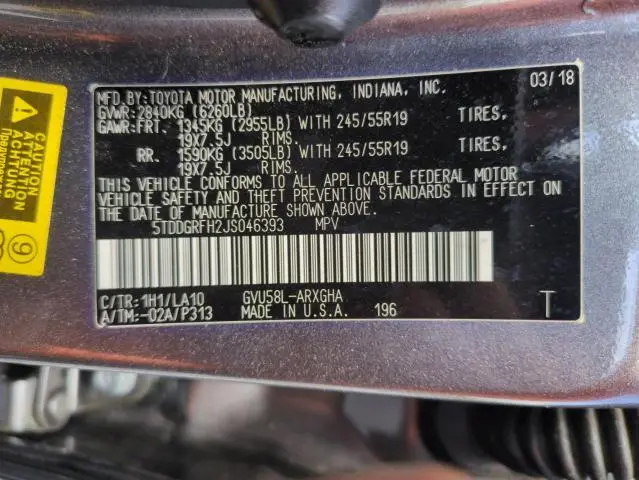 MFD.BY:TOYOTA MOTOR MANUFACTURING, INDIANA, INC. 03/18
GVWR: 2840KG (6260LB)
GAWR:FRT. 1345KG (2955LB) WITH 245/55R19 TIRES,
19X7.5J RIMS.
RR. 1590KG (3505LB) WITH 245/55R19 TIRES,
19X7.5J RIMS.
THIS VEHICLE CONFORMS TO ALL APPLICABLE FEDERAL MOTOR
VEHICLE SAFETY AND THEFT PREVENTION STANDARDS IN EFFECT ON
THE DATE OF MANUFACTURE SHOWN ABOVE.
5TDDGRFH2JS046393 MPV
C/TR:1H1/LA10 GVU58L-ARXGHA
A/TM:-02A/P313 MADE IN U.S.A. 196 T
CAUTION
ATTENTION
ACHTUNG
9